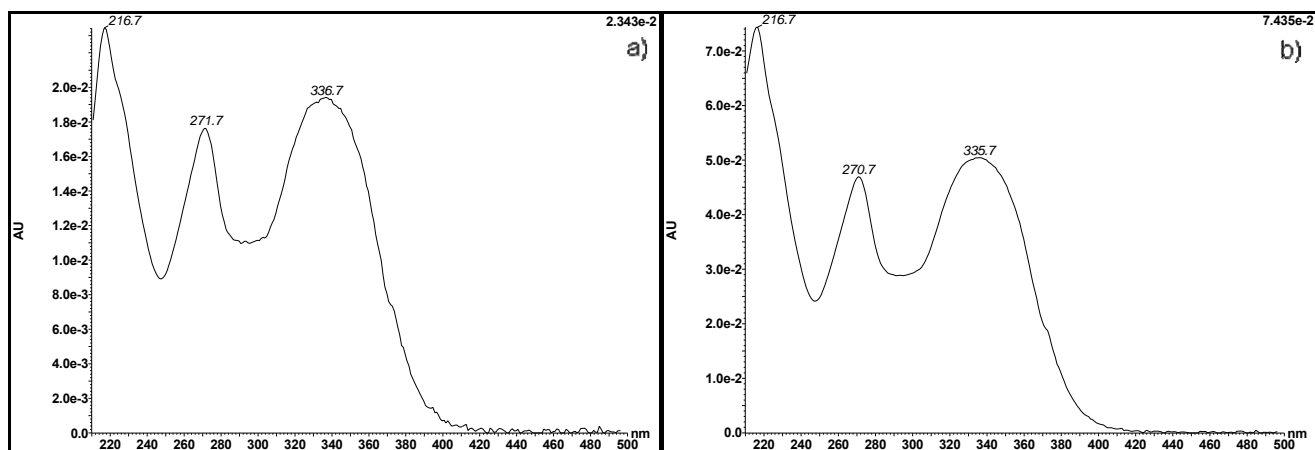 216.7
2.343e-2
a)
2.0e-2
1.8e-2
1.6e-2
1.4e-2
1.2e-2
1.0e-2
8.0e-3
6.0e-3
4.0e-3
2.0e-3
0.0
AU
271.7
336.7
220 240 260 280 300 320 340 360 380 400 420 440 460 480 500 nm
216.7
7.435e-2
b)
7.0e-2
6.0e-2
5.0e-2
4.0e-2
3.0e-2
2.0e-2
1.0e-2
0.0
AU
270.7
335.7
220 240 260 280 300 320 340 360 380 400 420 440 460 480 500 nm